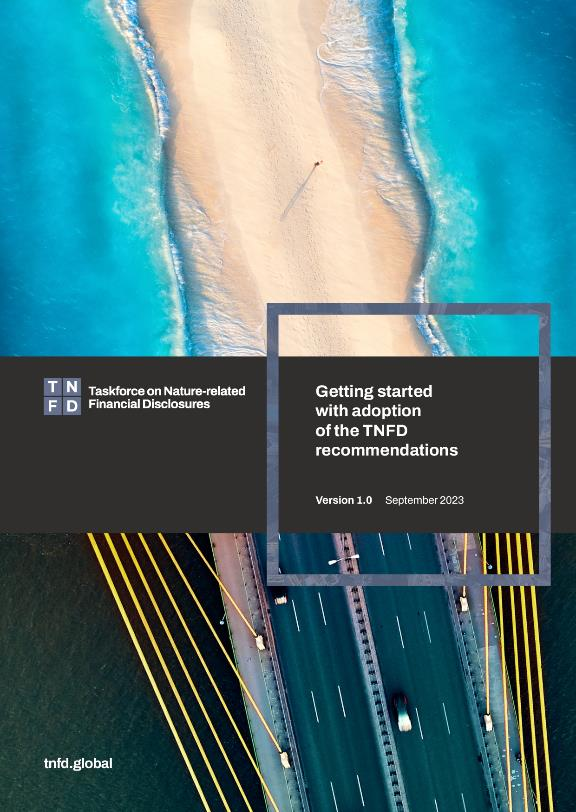 T N
F D
Taskforce on Nature-related
Financial Disclosures
Getting started
with adoption
of the TNFD
recommendations
Version 1.0 September 2023
tnfd.global